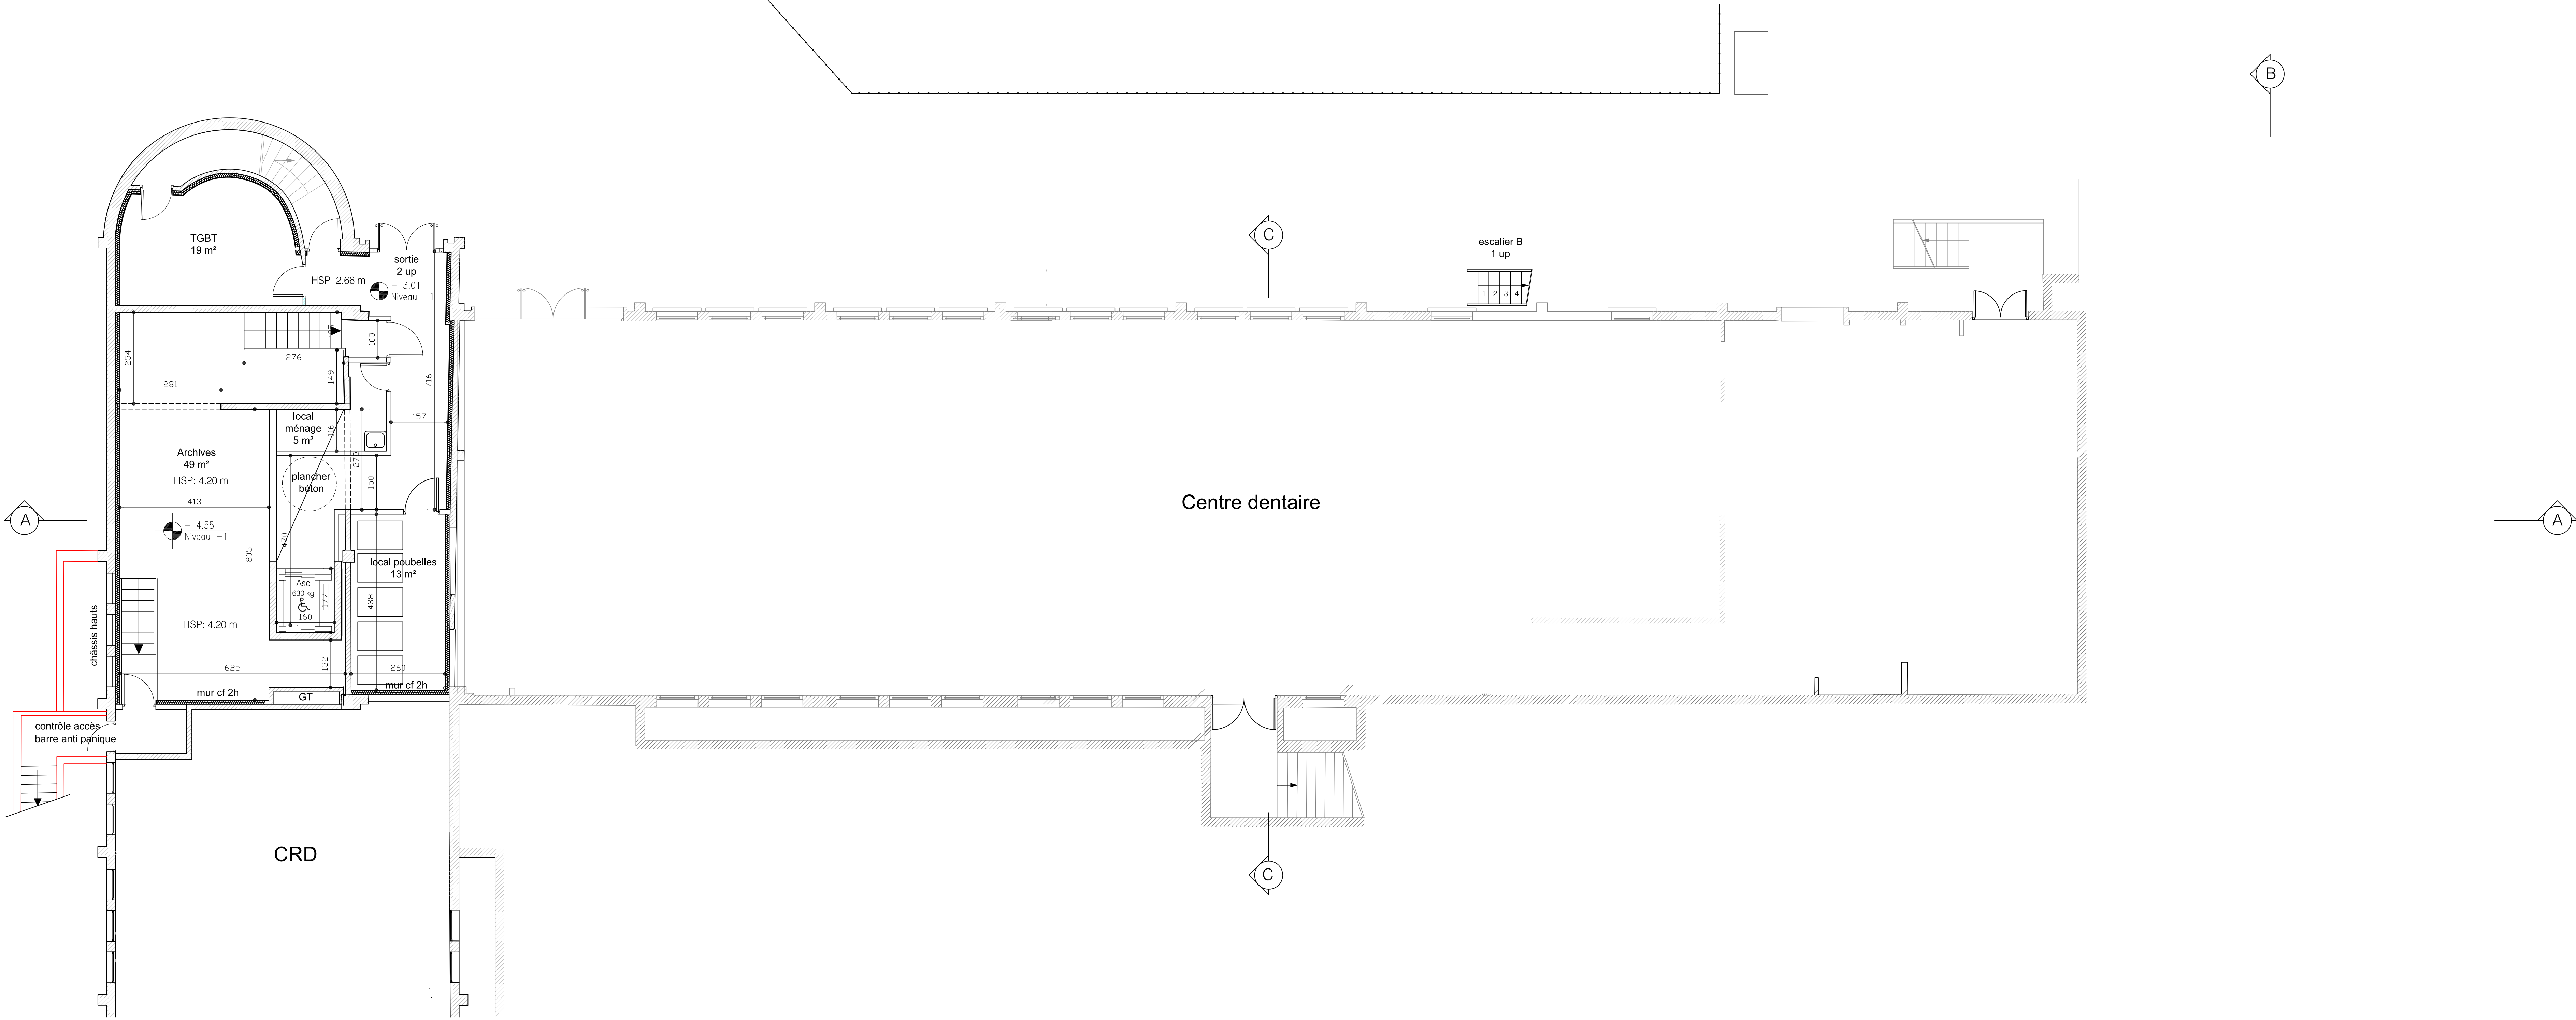 B
C
escalier B
1 up
1 2 3 4
TGBT
19 m²
sortie
2 up
HSP: 2.66 m
- 3.01
Niveau -1
103
276
254
149
281
716
157
local
ménage
5 m²
116
Archives
49 m²
HSP: 4.20 m
273
plancher
béton
150
413
Centre dentaire
A
A
- 4.55
Niveau -1
470
805
local poubelles
13 m²
Asc
630 kg
177
160
488
châssis hauts
HSP: 4.20 m
132
625
260
mur cf 2h
mur cf 2h
GT
contrôle accès
barre anti panique
CRD
C